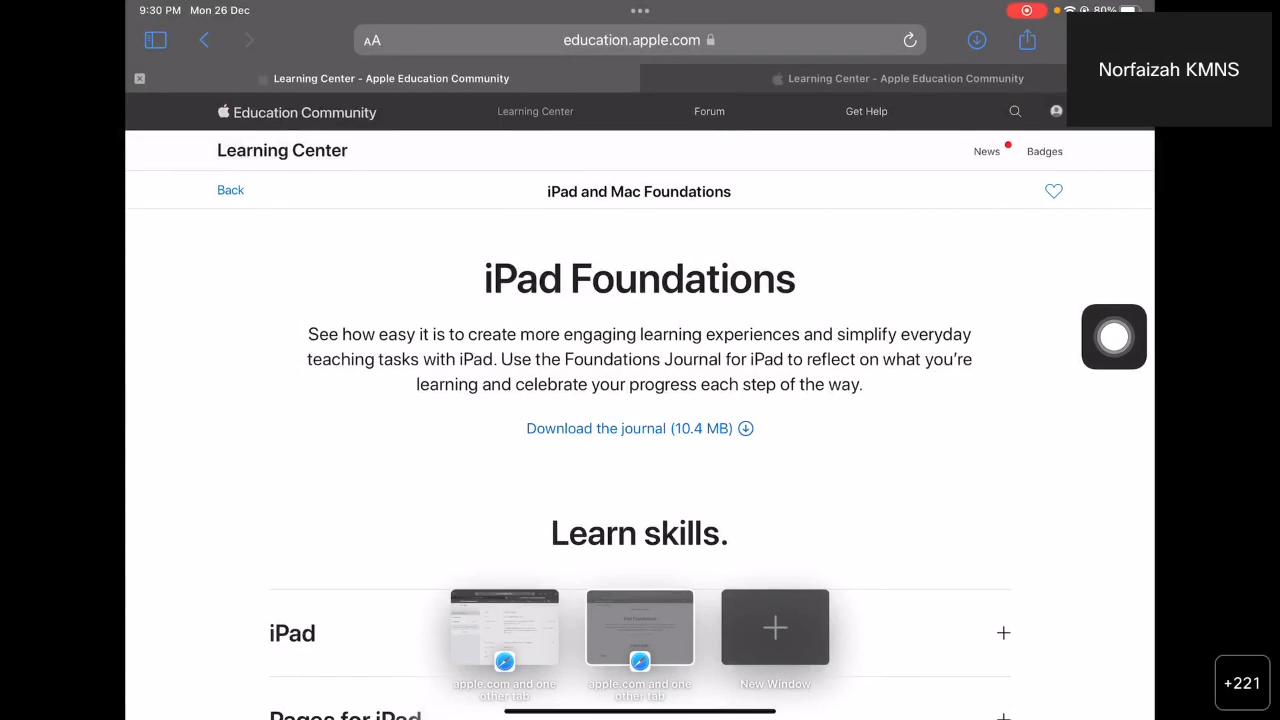 9:30 PM Mon 26 Dec
80%
AA
education.apple.com
Norfaizah KMNS
Learning Center - Apple Education Community
Learning Center - Apple Education Community
Education Community
Learning Center
Forum
Get Help
Learning Center
News
Badges
Back
iPad and Mac Foundations
iPad Foundations
See how easy it is to create more engaging learning experiences and simplify everyday
teaching tasks with iPad. Use the Foundations Journal for iPad to reflect on what you’re
learning and celebrate your progress each step of the way.
Download the journal (10.4 MB)
Learn skills.
iPad
apple.com and one
other tab
apple.com and one
other tab
New Window
+221
Pages for iPad